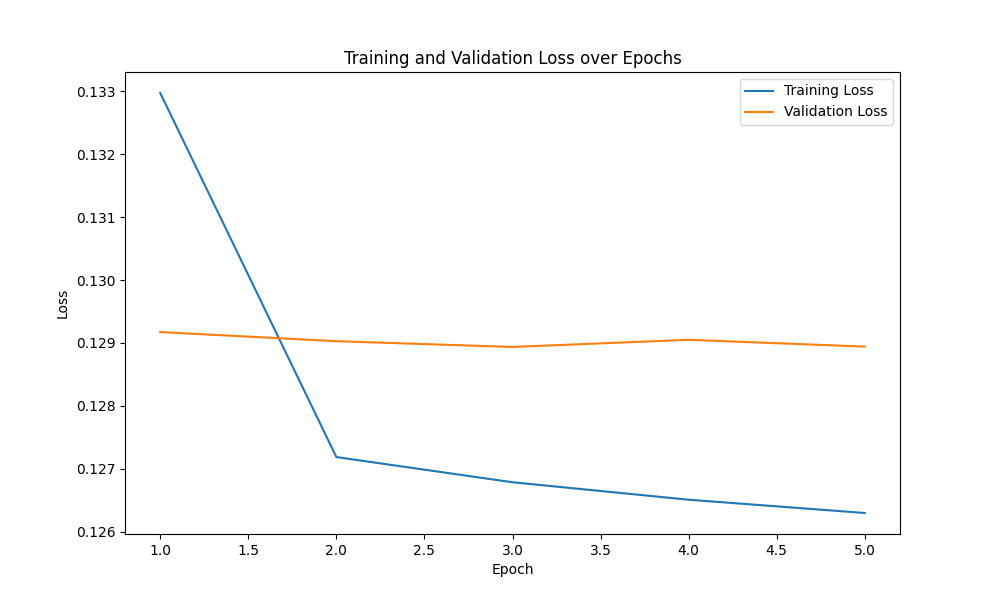 Training and Validation Loss over Epochs
Training Loss
Validation Loss
Loss
0.133
0.132
0.131
0.130
0.129
0.128
0.127
0.126
1.0 1.5 2.0 2.5 3.0 3.5 4.0 4.5 5.0
Epoch